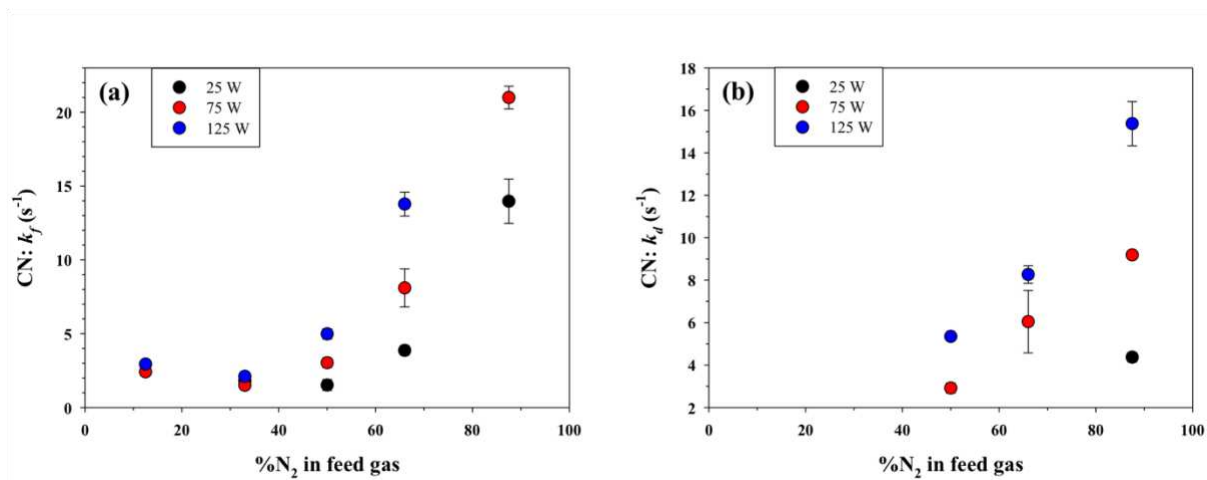 (a)
25 W
75 W
125 W
20
15
10
5
0
CN: k_f (s⁻¹)
0 20 40 60 80 100
%N₂ in feed gas
(b)
25 W
75 W
125 W
18
16
14
12
10
8
6
4
2
CN: k_d (s⁻¹)
0 20 40 60 80 100
%N₂ in feed gas